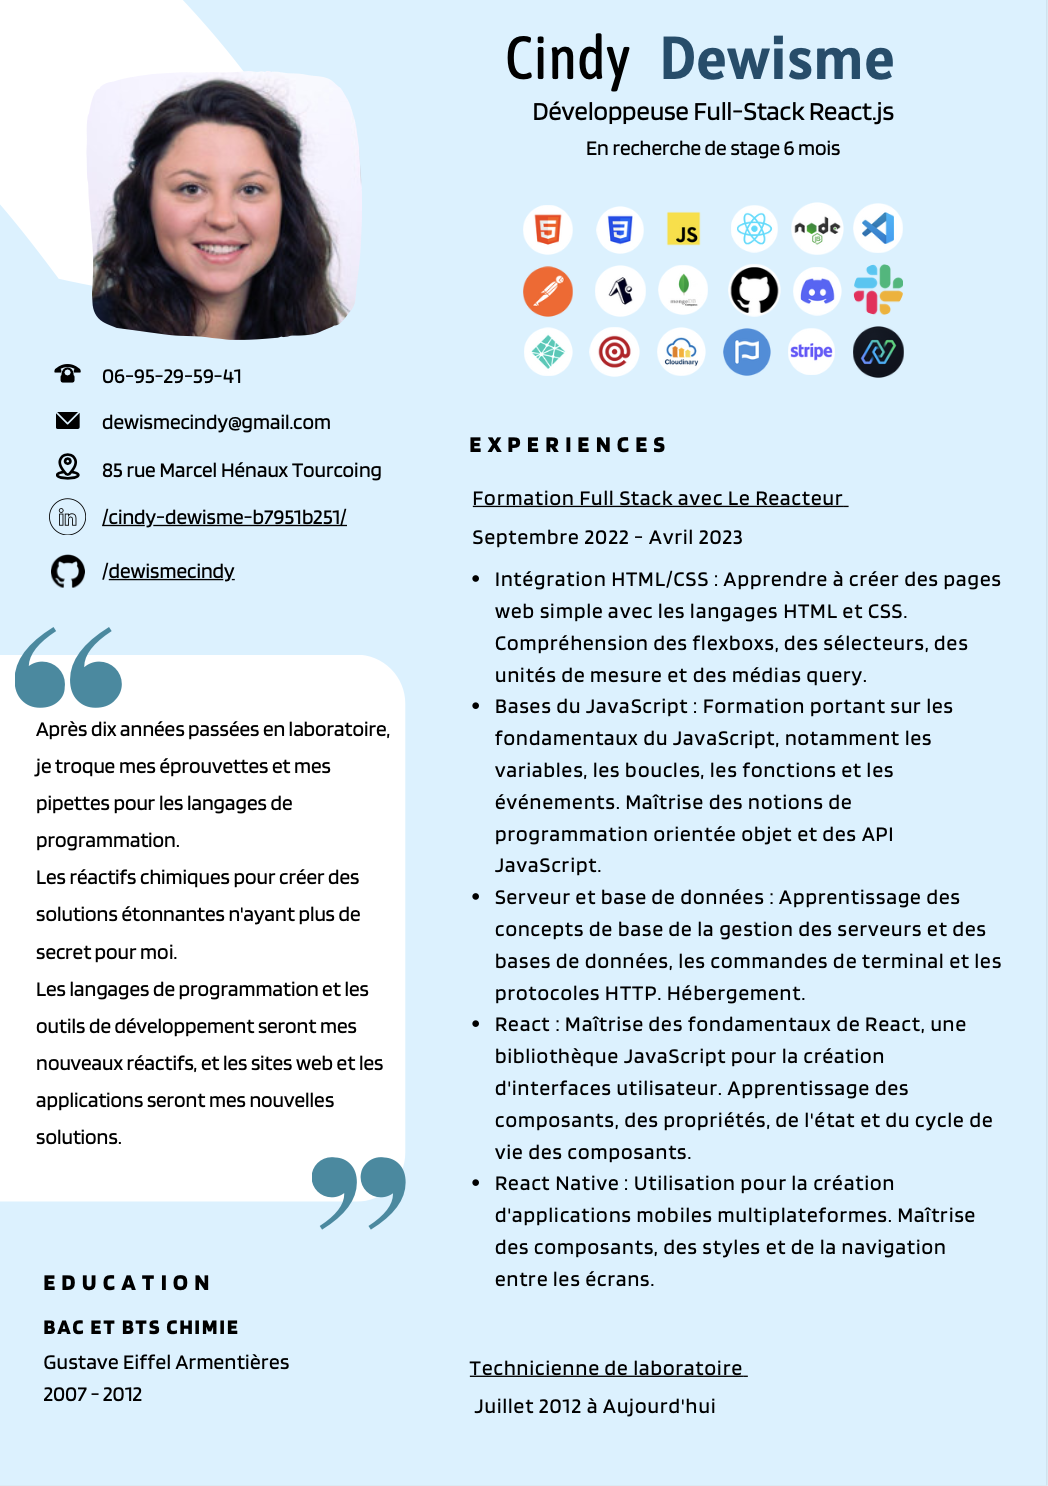 Cindy Dewisme
Développeuse Full-Stack React.js
En recherche de stage 6 mois
JS
node
JS
mongoDB
Cloudinary
stripe
06-95-29-59-41
dewismecindy@gmail.com
85 rue Marcel Hénaux Tourcoing
in
/cindy-dewisme-b7951b251/
/dewismecindy
“
Après dix années passées en laboratoire,
je troque mes éprouvettes et mes
pipettes pour les langages de
programmation.
Les réactifs chimiques pour créer des
solutions étonnantes n'ayant plus de
secret pour moi.
Les langages de programmation et les
outils de développement seront mes
nouveaux réactifs, et les sites web et les
applications seront mes nouvelles
solutions.
”
EDUCATION
BAC ET BTS CHIMIE
Gustave Eiffel Armentières
2007 - 2012
EXPERIENCES
Formation Full Stack avec Le Reacteur
Septembre 2022 - Avril 2023
• Intégration HTML/CSS : Apprendre à créer des pages
web simple avec les langages HTML et CSS.
Compréhension des flexboxs, des sélecteurs, des
unités de mesure et des médias query.
• Bases du JavaScript : Formation portant sur les
fondamentaux du JavaScript, notamment les
variables, les boucles, les fonctions et les
événements. Maîtrise des notions de
programmation orientée objet et des API
JavaScript.
• Serveur et base de données : Apprentissage des
concepts de base de la gestion des serveurs et des
bases de données, les commandes de terminal et les
protocoles HTTP. Hébergement.
• React : Maîtrise des fondamentaux de React, une
bibliothèque JavaScript pour la création
d'interfaces utilisateur. Apprentissage des
composants, des propriétés, de l'état et du cycle de
vie des composants.
• React Native : Utilisation pour la création
d'applications mobiles multiplateformes. Maîtrise
des composants, des styles et de la navigation
entre les écrans.
Technicienne de laboratoire
Juillet 2012 à Aujourd'hui